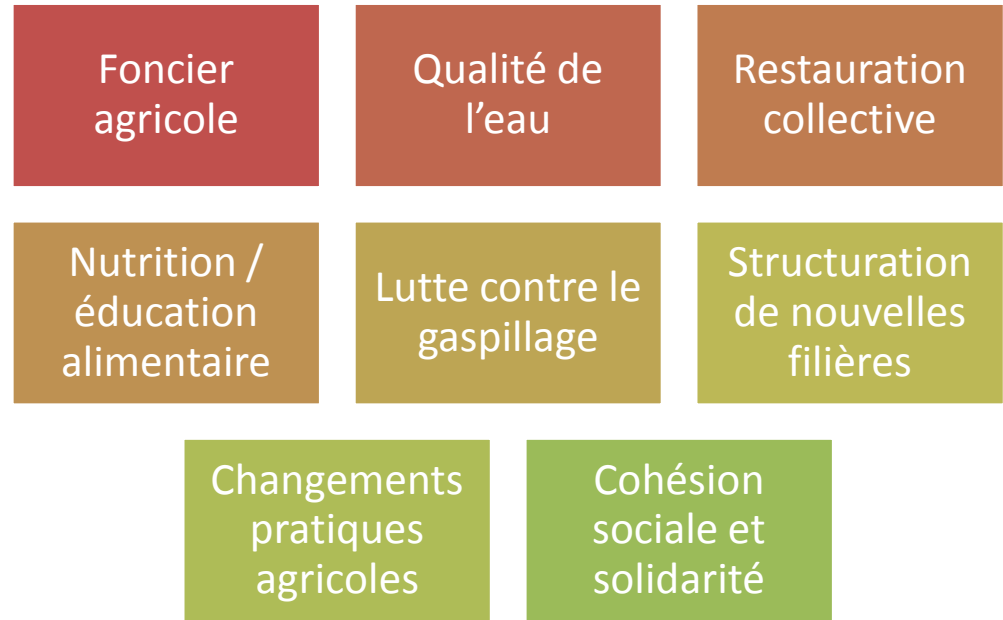 Foncier
agricole
Qualité de
l’eau
Restauration
collective
Nutrition /
éducation
alimentaire
Lutte contre le
gaspillage
Structuration
de nouvelles
filières
Changements
pratiques
agricoles
Cohésion
sociale et
solidarité